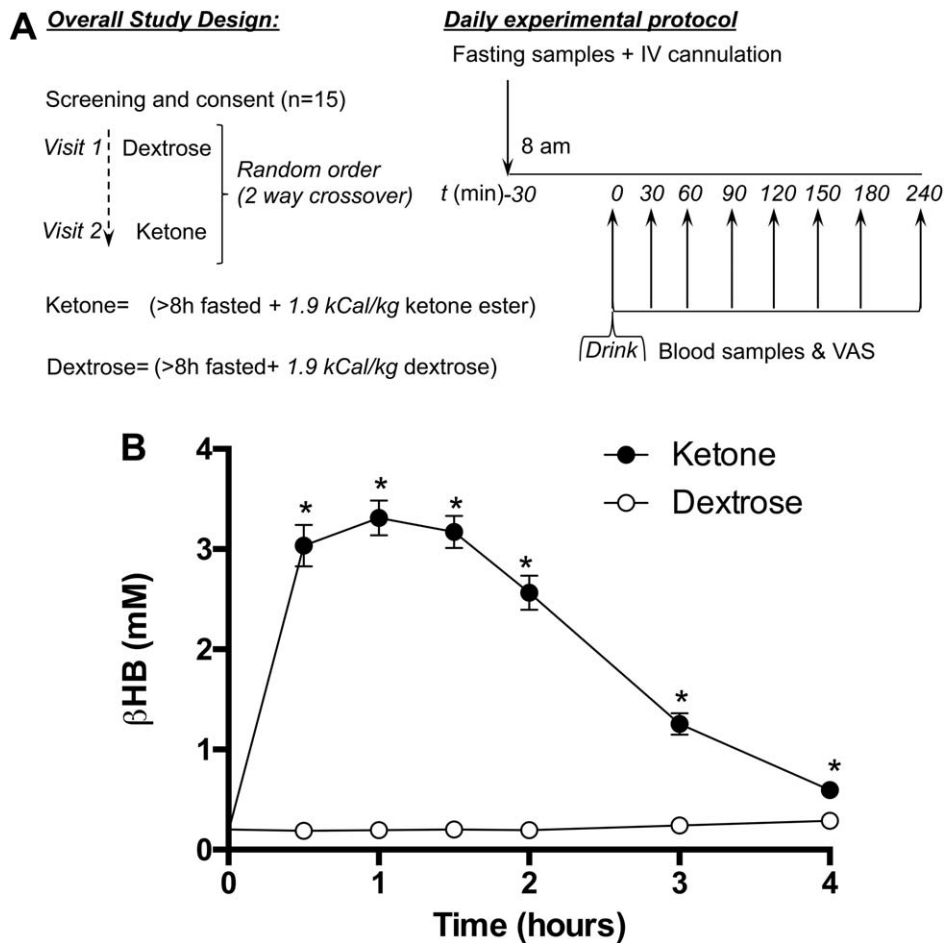 A
Overall Study Design:
Screening and consent (n=15)
Visit 1 Dextrose
Random order
(2 way crossover)
Visit 2 Ketone
Ketone= (>8h fasted + 1.9 kCal/kg ketone ester)
Dextrose= (>8h fasted+ 1.9 kCal/kg dextrose)
Daily experimental protocol
Fasting samples + IV cannulation
8 am
t (min)-30 0 30 60 90 120 150 180 240
Drink Blood samples & VAS
B
Ketone
Dextrose
βHB (mM)
4
3
2
1
0
* * * * * *
0 1 2 3 4
Time (hours)